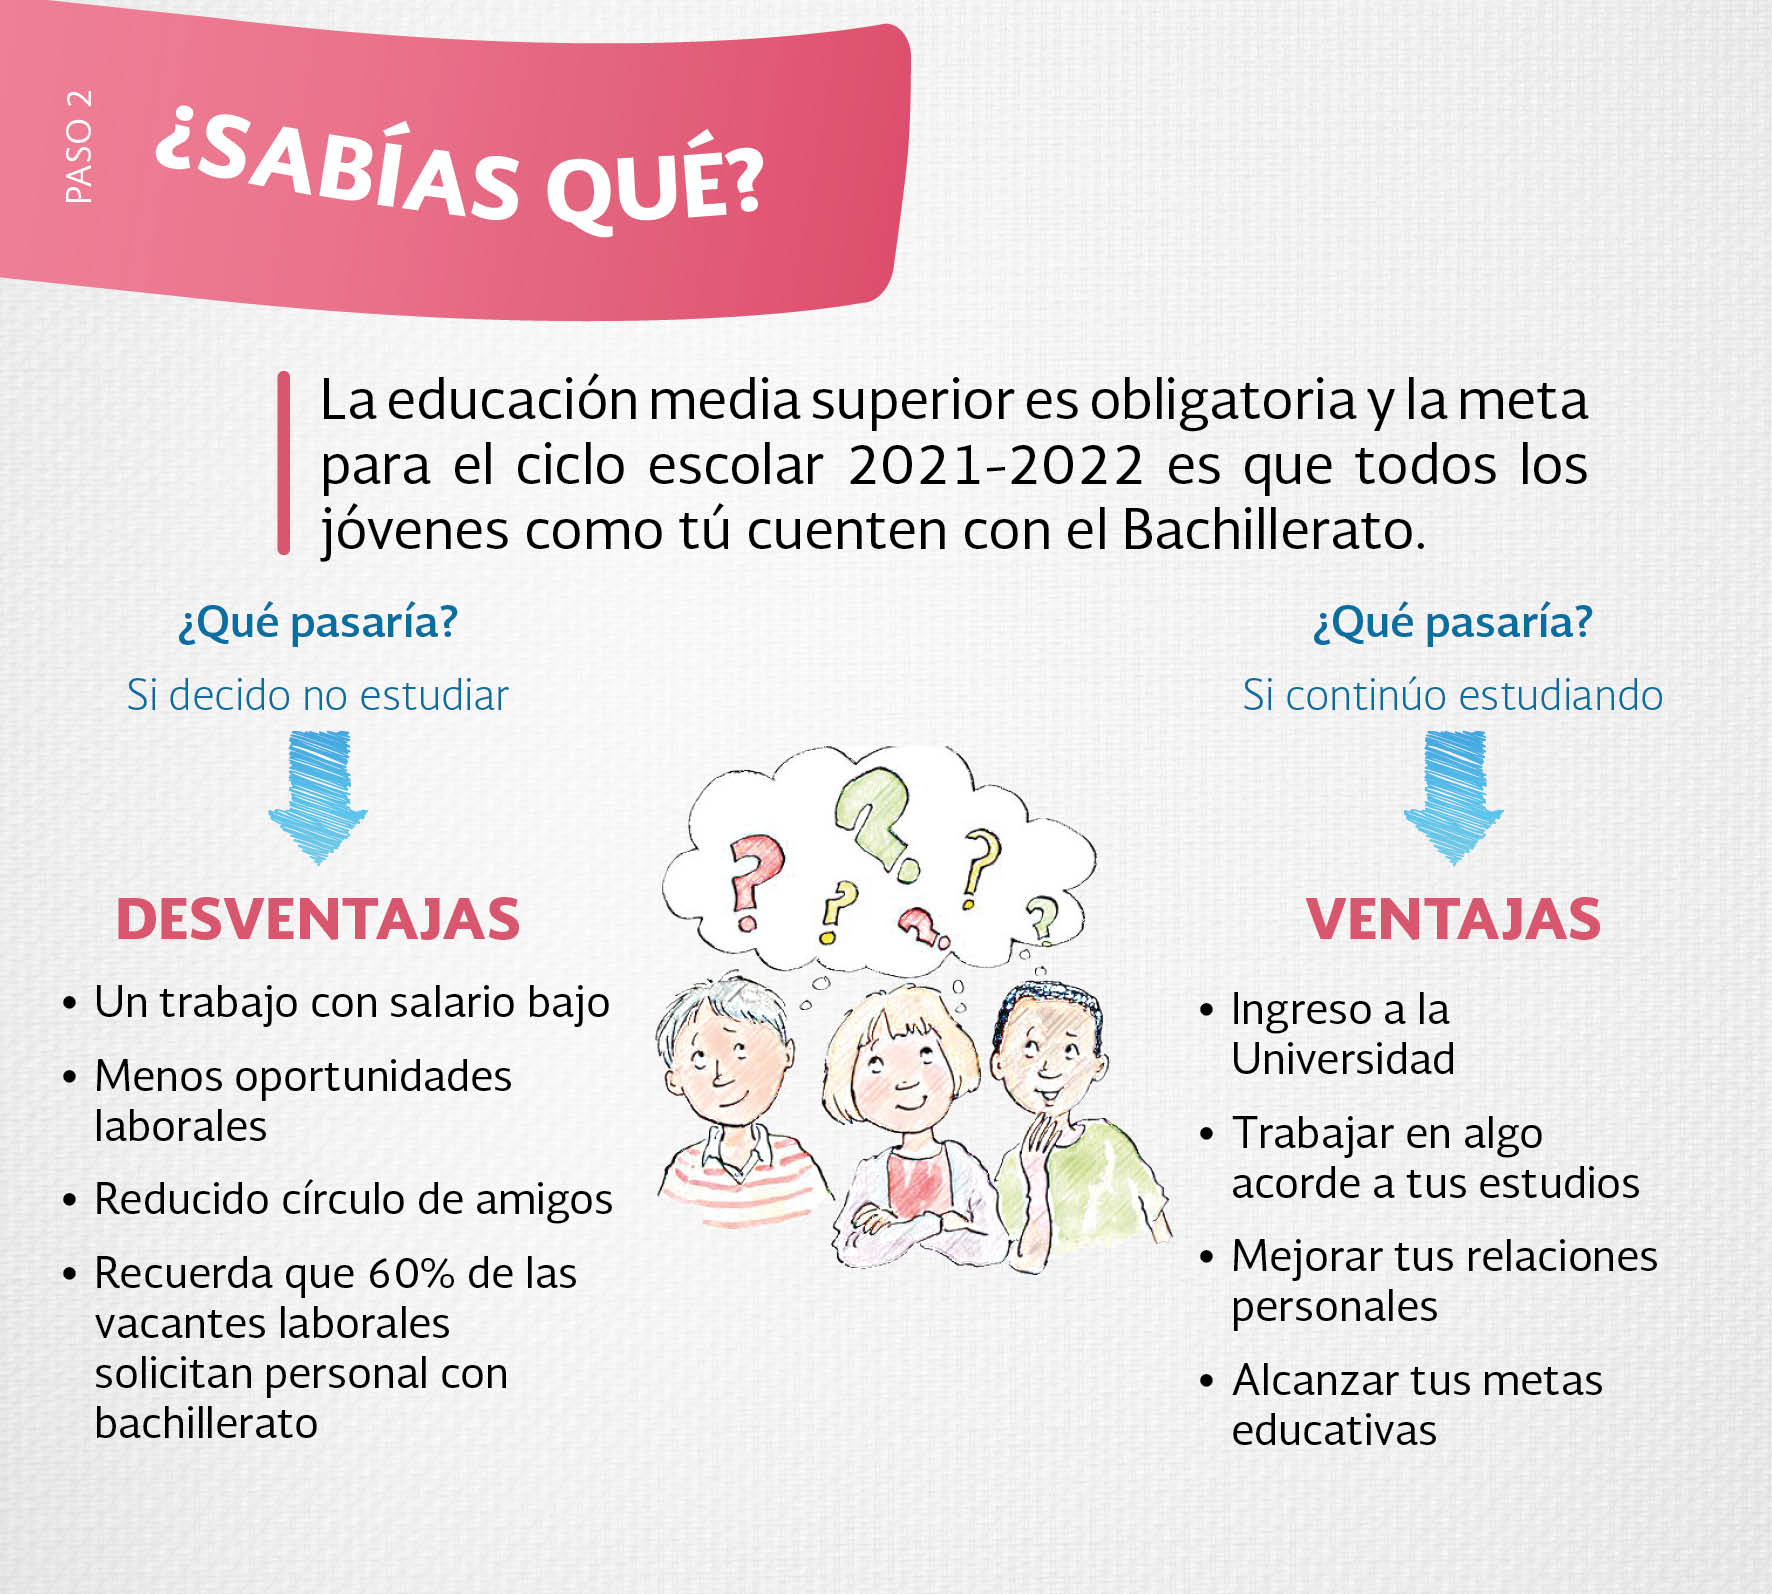 PASO 2
¿SABÍAS QUÉ?
La educación media superior es obligatoria y la meta
para el ciclo escolar 2021-2022 es que todos los
jóvenes como tú cuenten con el Bachillerato.
¿Qué pasaría?
Si decido no estudiar
DESVENTAJAS
• Un trabajo con salario bajo
• Menos oportunidades
laborales
• Reducido círculo de amigos
• Recuerda que 60% de las
vacantes laborales
solicitan personal con
bachillerato
¿Qué pasaría?
Si continúo estudiando
VENTAJAS
• Ingreso a la
Universidad
• Trabajar en algo
acorde a tus estudios
• Mejorar tus relaciones
personales
• Alcanzar tus metas
educativas